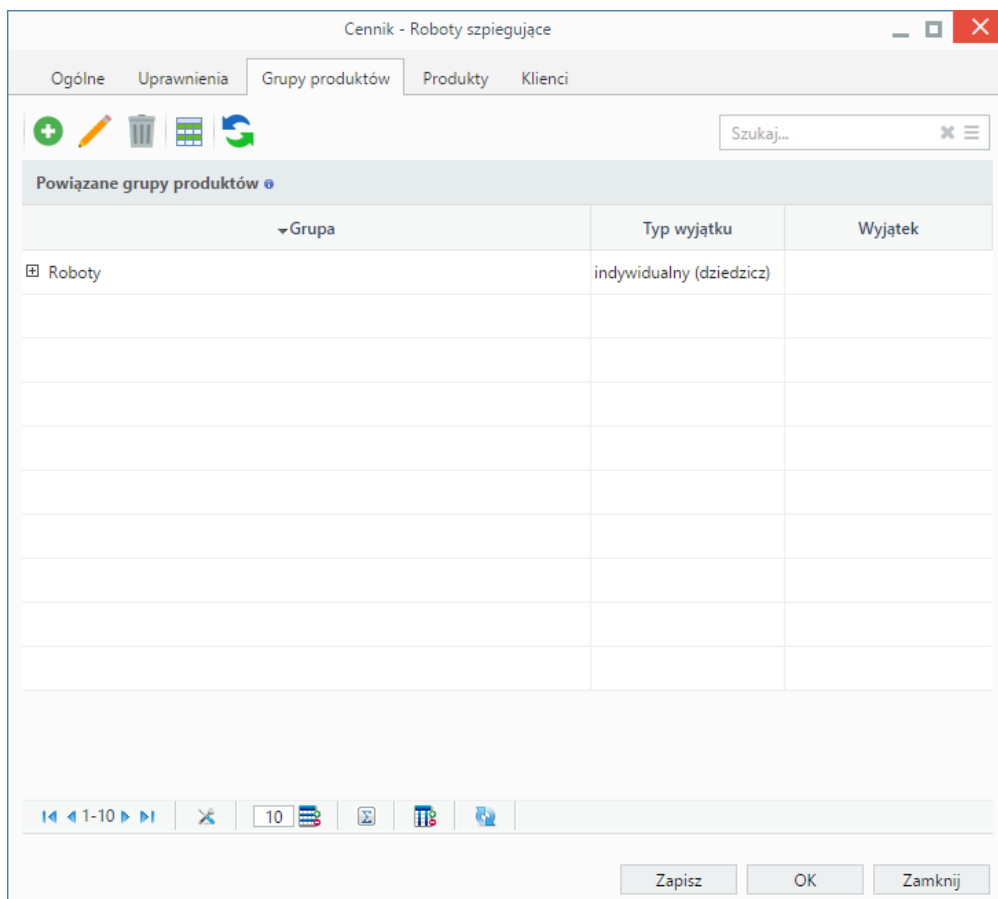 Cennik - Roboty szpiegujące
Ogólne Uprawnienia Grupy produktów Produkty Klienci
Szukaj...
Powiązane grupy produktów
Grupa Typ wyjątku Wyjątek
Roboty indywidualny (dziedzicz)
1-10 10
Zapisz OK Zamknij